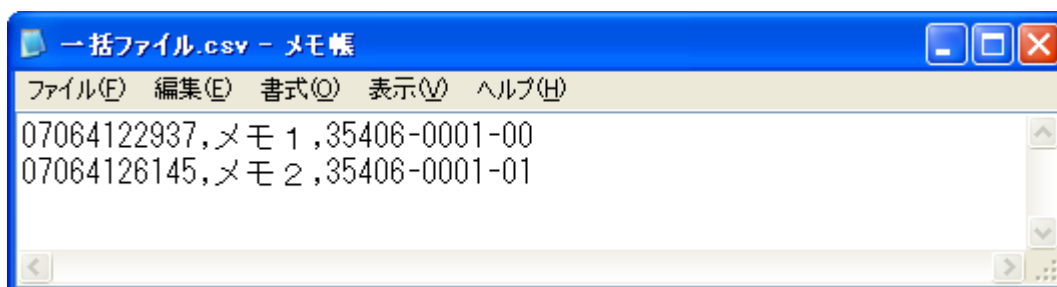 一括ファイル.csv - メモ帳
ファイル(F) 編集(E) 書式(O) 表示(V) ヘルプ(H)
07064122937,メモ１,35406-0001-00
07064126145,メモ２,35406-0001-01